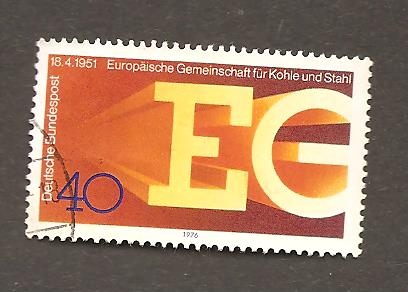 18.4.1951 Europäische Gemeinschaft für Kohle und Stahl
Deutsche Bundespost
EG
40
1976